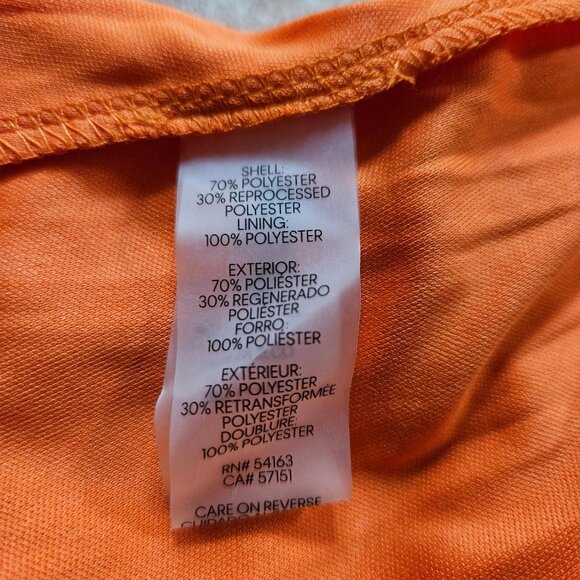 SHELL:
70% POLYESTER
30% REPROCESSED
POLYESTER
LINING:
100% POLYESTER
EXTERIOR:
70% POLIÉSTER
30% REGENERADO
POLIÉSTER
FORRO:
100% POLIÉSTER
EXTÉRIEUR:
70% POLYESTER
30% RETRANSFORMÉE
POLYESTER
DOUBLURE:
100% POLYESTER
RN# 54163
CA# 57151
CARE ON REVERSE
CUIDADO